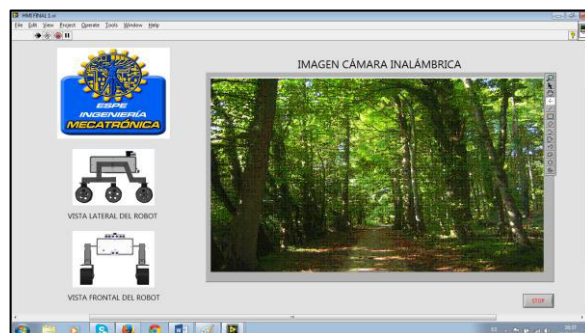 HMI FINAL 1.vi
File Edit View Project Operate Tools Window Help
IMAGEN CÁMARA INALÁMBRICA
ESPE
INGENIERÍA
MECATRÓNICA
VISTA LATERAL DEL ROBOT
VISTA FRONTAL DEL ROBOT
STOP